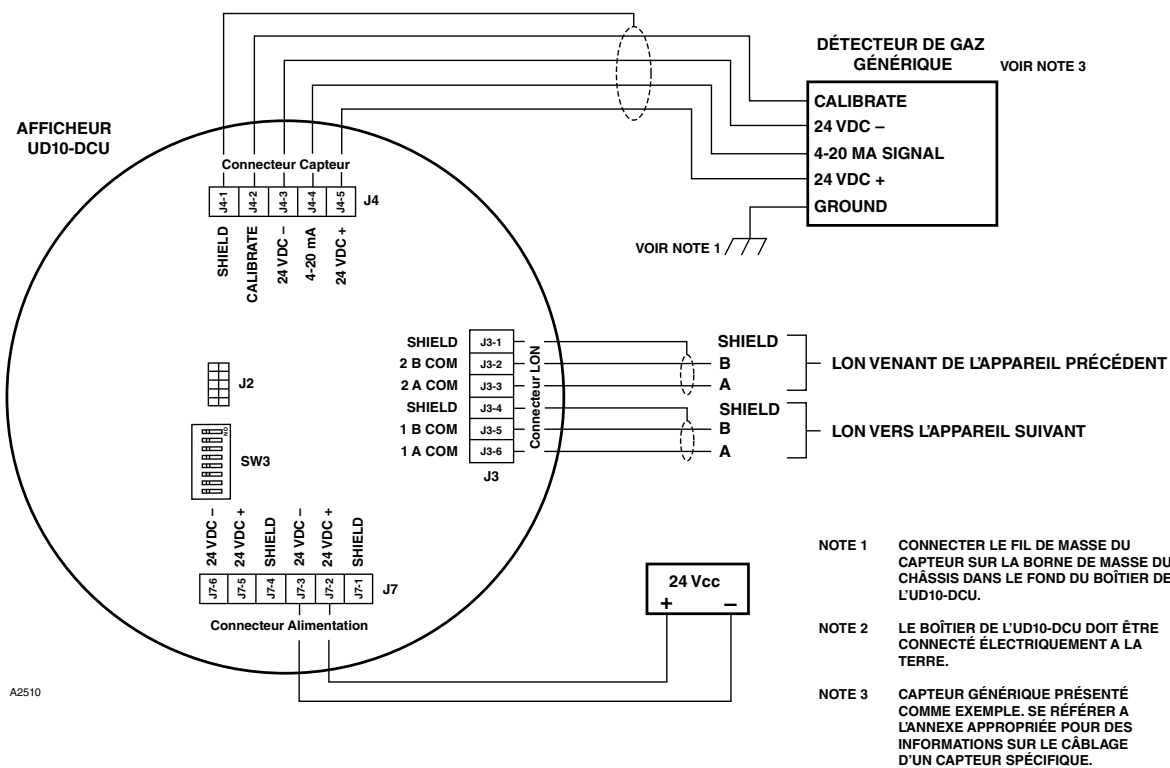 DÉTECTEUR DE GAZ
GÉNÉRIQUE
VOIR NOTE 3
CALIBRATE
24 VDC –
4-20 MA SIGNAL
24 VDC +
GROUND
VOIR NOTE 1
AFFICHEUR
UD10-DCU
Connecteur Capteur
J4-1
J4-2
J4-3
J4-4
J4-5
J4
SHIELD
CALIBRATE
24 VDC –
4-20 mA
24 VDC +
SHIELD
2 B COM
2 A COM
SHIELD
1 B COM
1 A COM
J3-1
J3-2
J3-3
J3-4
J3-5
J3-6
J3
Connecteur LON
SHIELD
B
A
LON VENANT DE L'APPAREIL PRÉCÉDENT
SHIELD
B
A
LON VERS L'APPAREIL SUIVANT
J2
ON
SW3
24 VDC –
24 VDC +
SHIELD
24 VDC –
24 VDC +
SHIELD
J7-6
J7-5
J7-4
J7-3
J7-2
J7-1
J7
Connecteur Alimentation
24 Vcc
+ –
NOTE 1 CONNECTER LE FIL DE MASSE DU
CAPTEUR SUR LA BORNE DE MASSE DU
CHÂSSIS DANS LE FOND DU BOÎTIER DE
L'UD10-DCU.
NOTE 2 LE BOÎTIER DE L'UD10-DCU DOIT ÊTRE
CONNECTÉ ÉLECTRIQUEMENT A LA
TERRE.
NOTE 3 CAPTEUR GÉNÉRIQUE PRÉSENTÉ
COMME EXEMPLE. SE RÉFÉRER A
L'ANNEXE APPROPRIÉE POUR DES
INFORMATIONS SUR LE CÂBLAGE
D'UN CAPTEUR SPÉCIFIQUE.
A2510